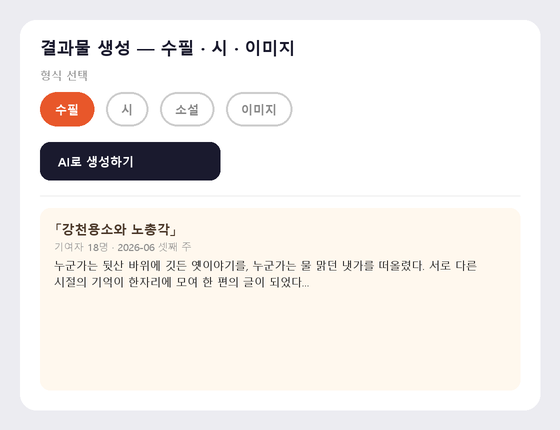 결과물 생성 — 수필 · 시 · 이미지
형식 선택
수필 시 소설 이미지
AI로 생성하기
「강천용소와 노총각」
기여자 18명 · 2026-06 셋째 주
누군가는 뒷산 바위에 깃든 옛이야기를, 누군가는 물 맑던 냇가를 떠올렸다. 서로 다른
시절의 기억이 한자리에 모여 한 편의 글이 되었다…